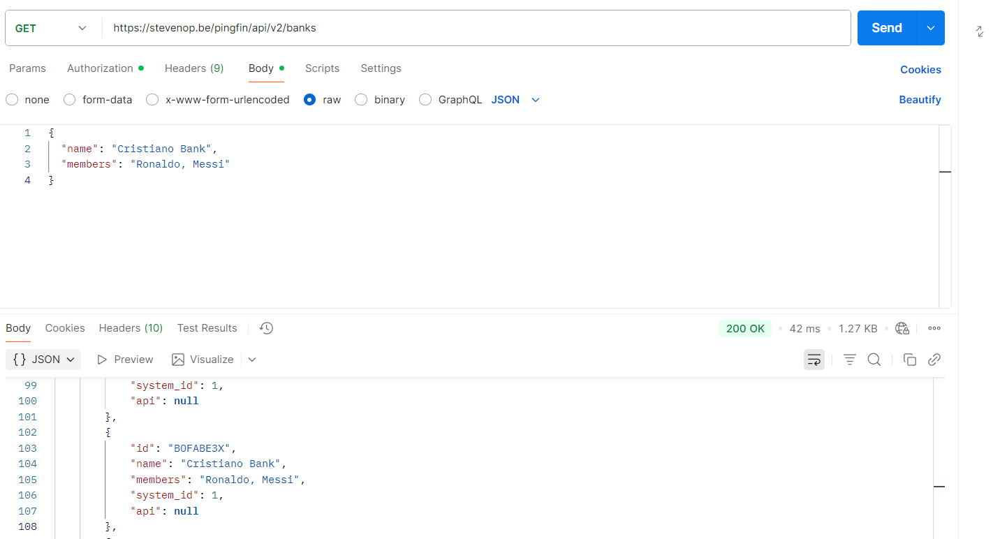 GET https://stevenop.be/pingfin/api/v2/banks Send
Params Authorization Headers (9) Body Scripts Settings Cookies
none form-data x-www-form-urlencoded raw binary GraphQL JSON Beautify
1 {
2 "name": "Cristiano Bank",
3 "members": "Ronaldo, Messi"
4 }
Body Cookies Headers (10) Test Results 200 OK 42 ms 1.27 KB
{} JSON Preview Visualize
99 "system_id": 1,
100 "api": null
101 },
102 {
103 "id": "BOFABE3X",
104 "name": "Cristiano Bank",
105 "members": "Ronaldo, Messi",
106 "system_id": 1,
107 "api": null
108 },